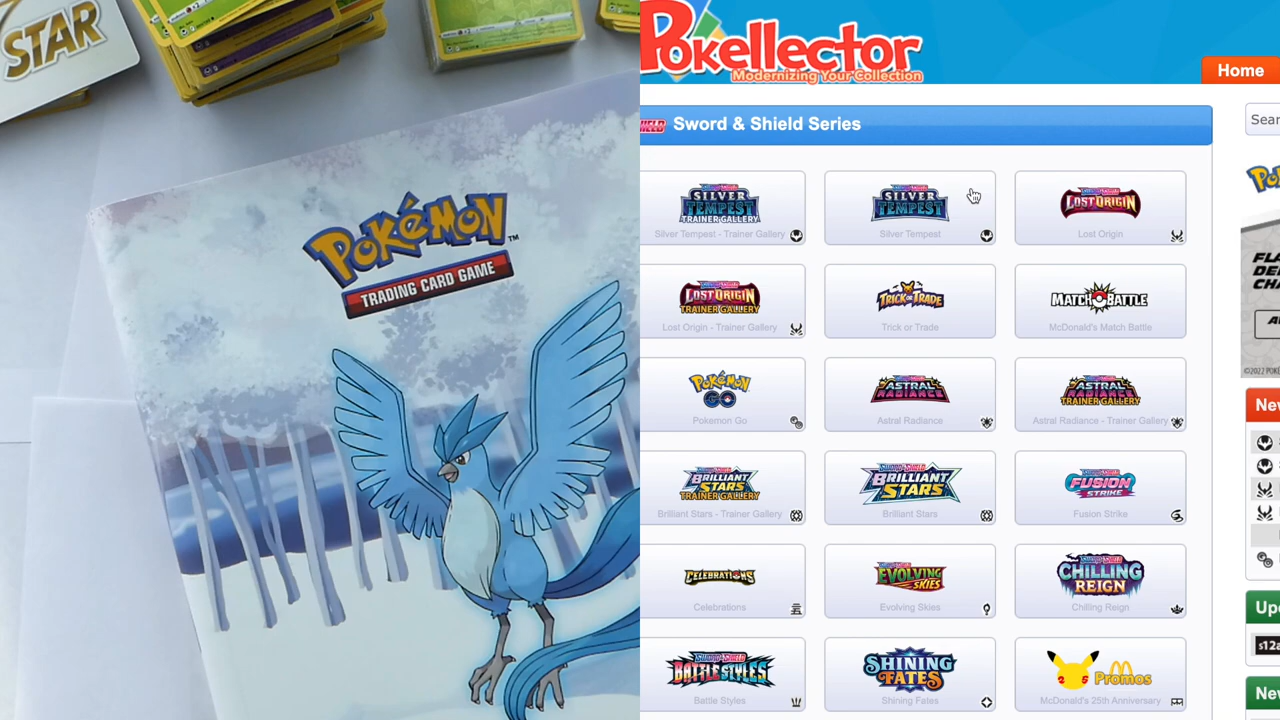 STAR
POKéMON
TM
TRADING CARD GAME
Pokellector
Modernizing Your Collection
Home
Sword & Shield Series
Sear
SILVER TEMPEST TRAINER GALLERY
Silver Tempest - Trainer Gallery
SILVER TEMPEST
Silver Tempest
LOST ORIGIN
Lost Origin
LOST ORIGIN TRAINER GALLERY
Lost Origin - Trainer Gallery
TRICK OR TRADE
Trick or Trade
MATCH BATTLE
McDonald's Match Battle
POKéMON GO
Pokemon Go
ASTRAL RADIANCE
Astral Radiance
ASTRAL RADIANCE TRAINER GALLERY
Astral Radiance - Trainer Gallery
BRILLIANT STARS TRAINER GALLERY
Brilliant Stars - Trainer Gallery
BRILLIANT STARS
Brilliant Stars
FUSION STRIKE
Fusion Strike
CELEBRATIONS
Celebrations
EVOLVING SKIES
Evolving Skies
CHILLING REIGN
Chilling Reign
BATTLE STYLES
Battle Styles
SHINING FATES
Shining Fates
Promos
McDonald's 25th Anniversary
©2022 POKÉ
New
Upc
s12a
New